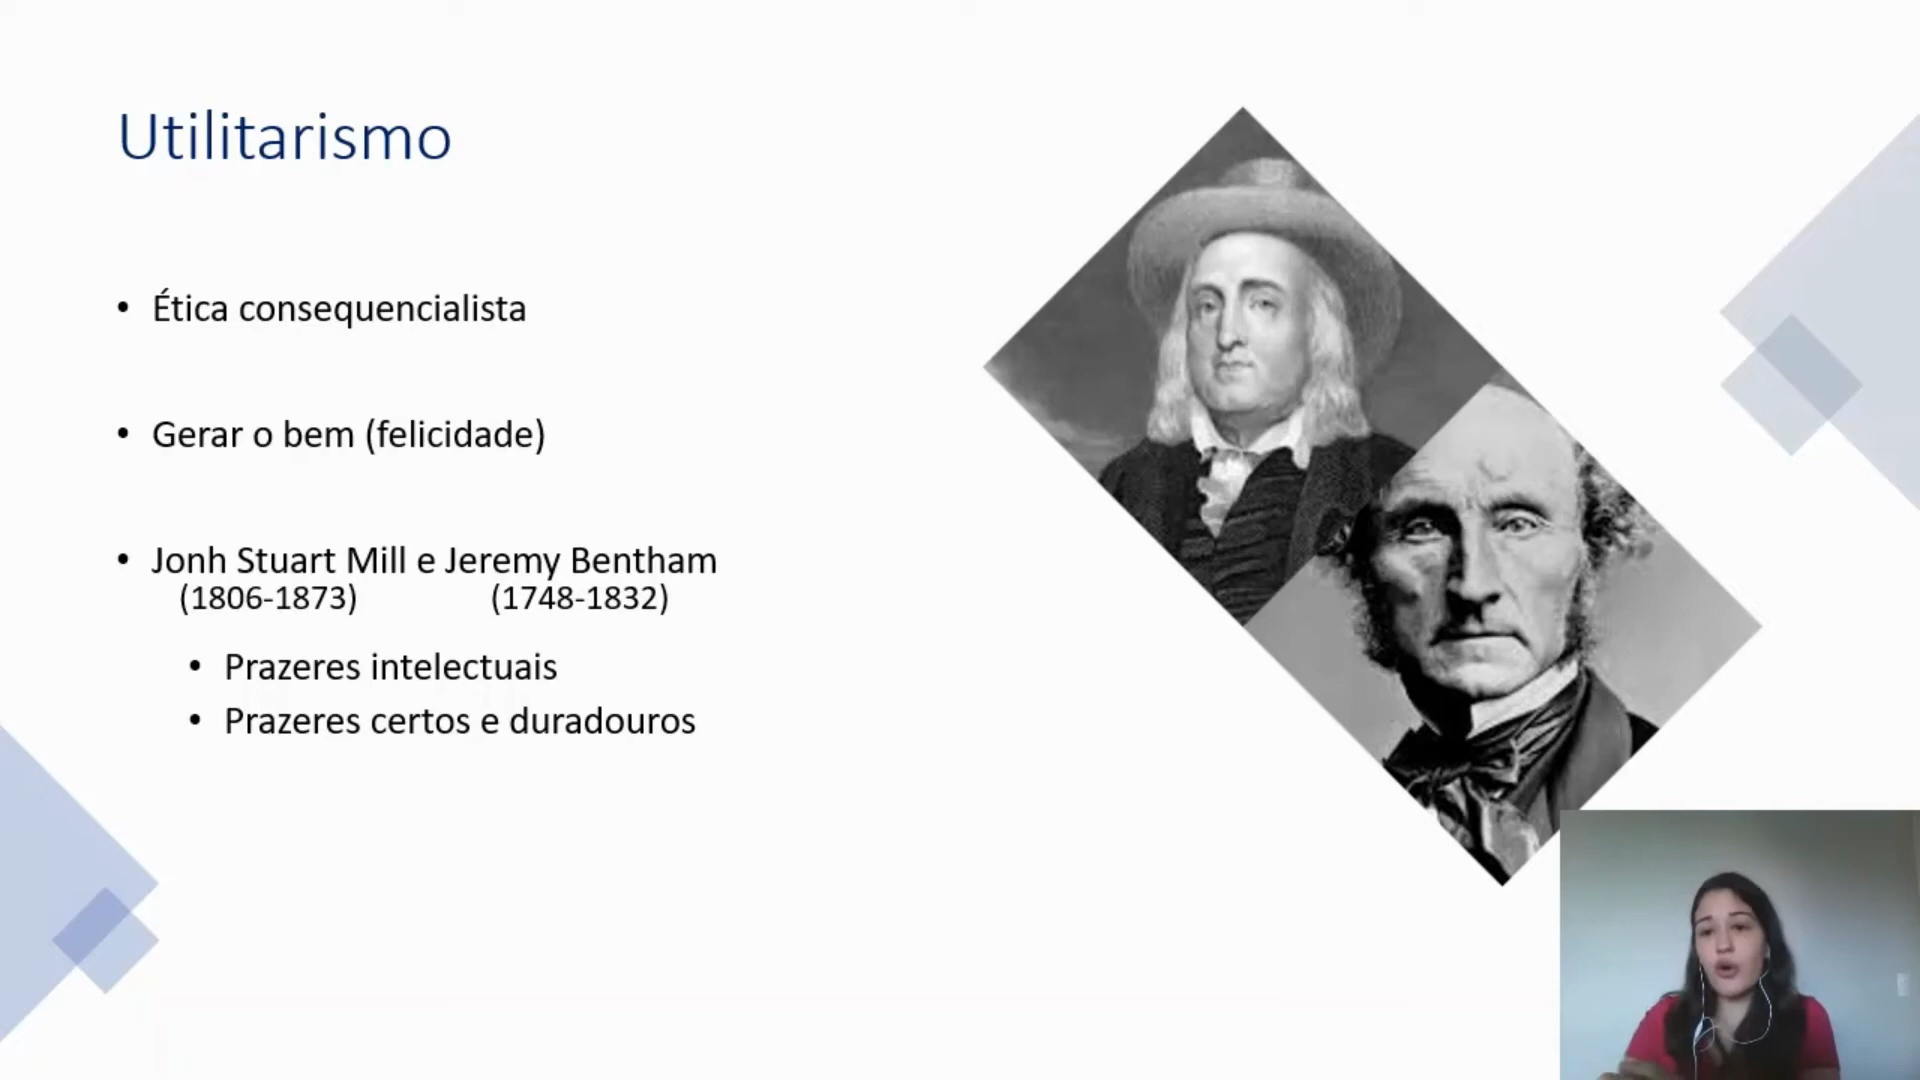 Utilitarismo
• Ética consequencialista
• Gerar o bem (felicidade)
• Jonh Stuart Mill e Jeremy Bentham
(1806-1873) (1748-1832)
• Prazeres intelectuais
• Prazeres certos e duradouros